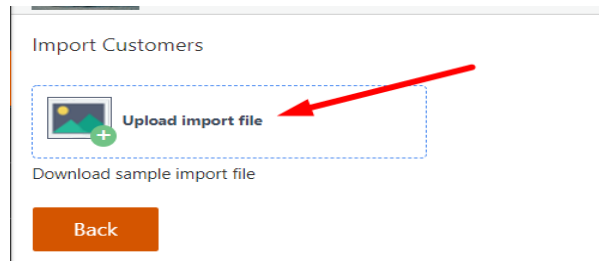 Import Customers
Upload import file
Download sample import file
Back